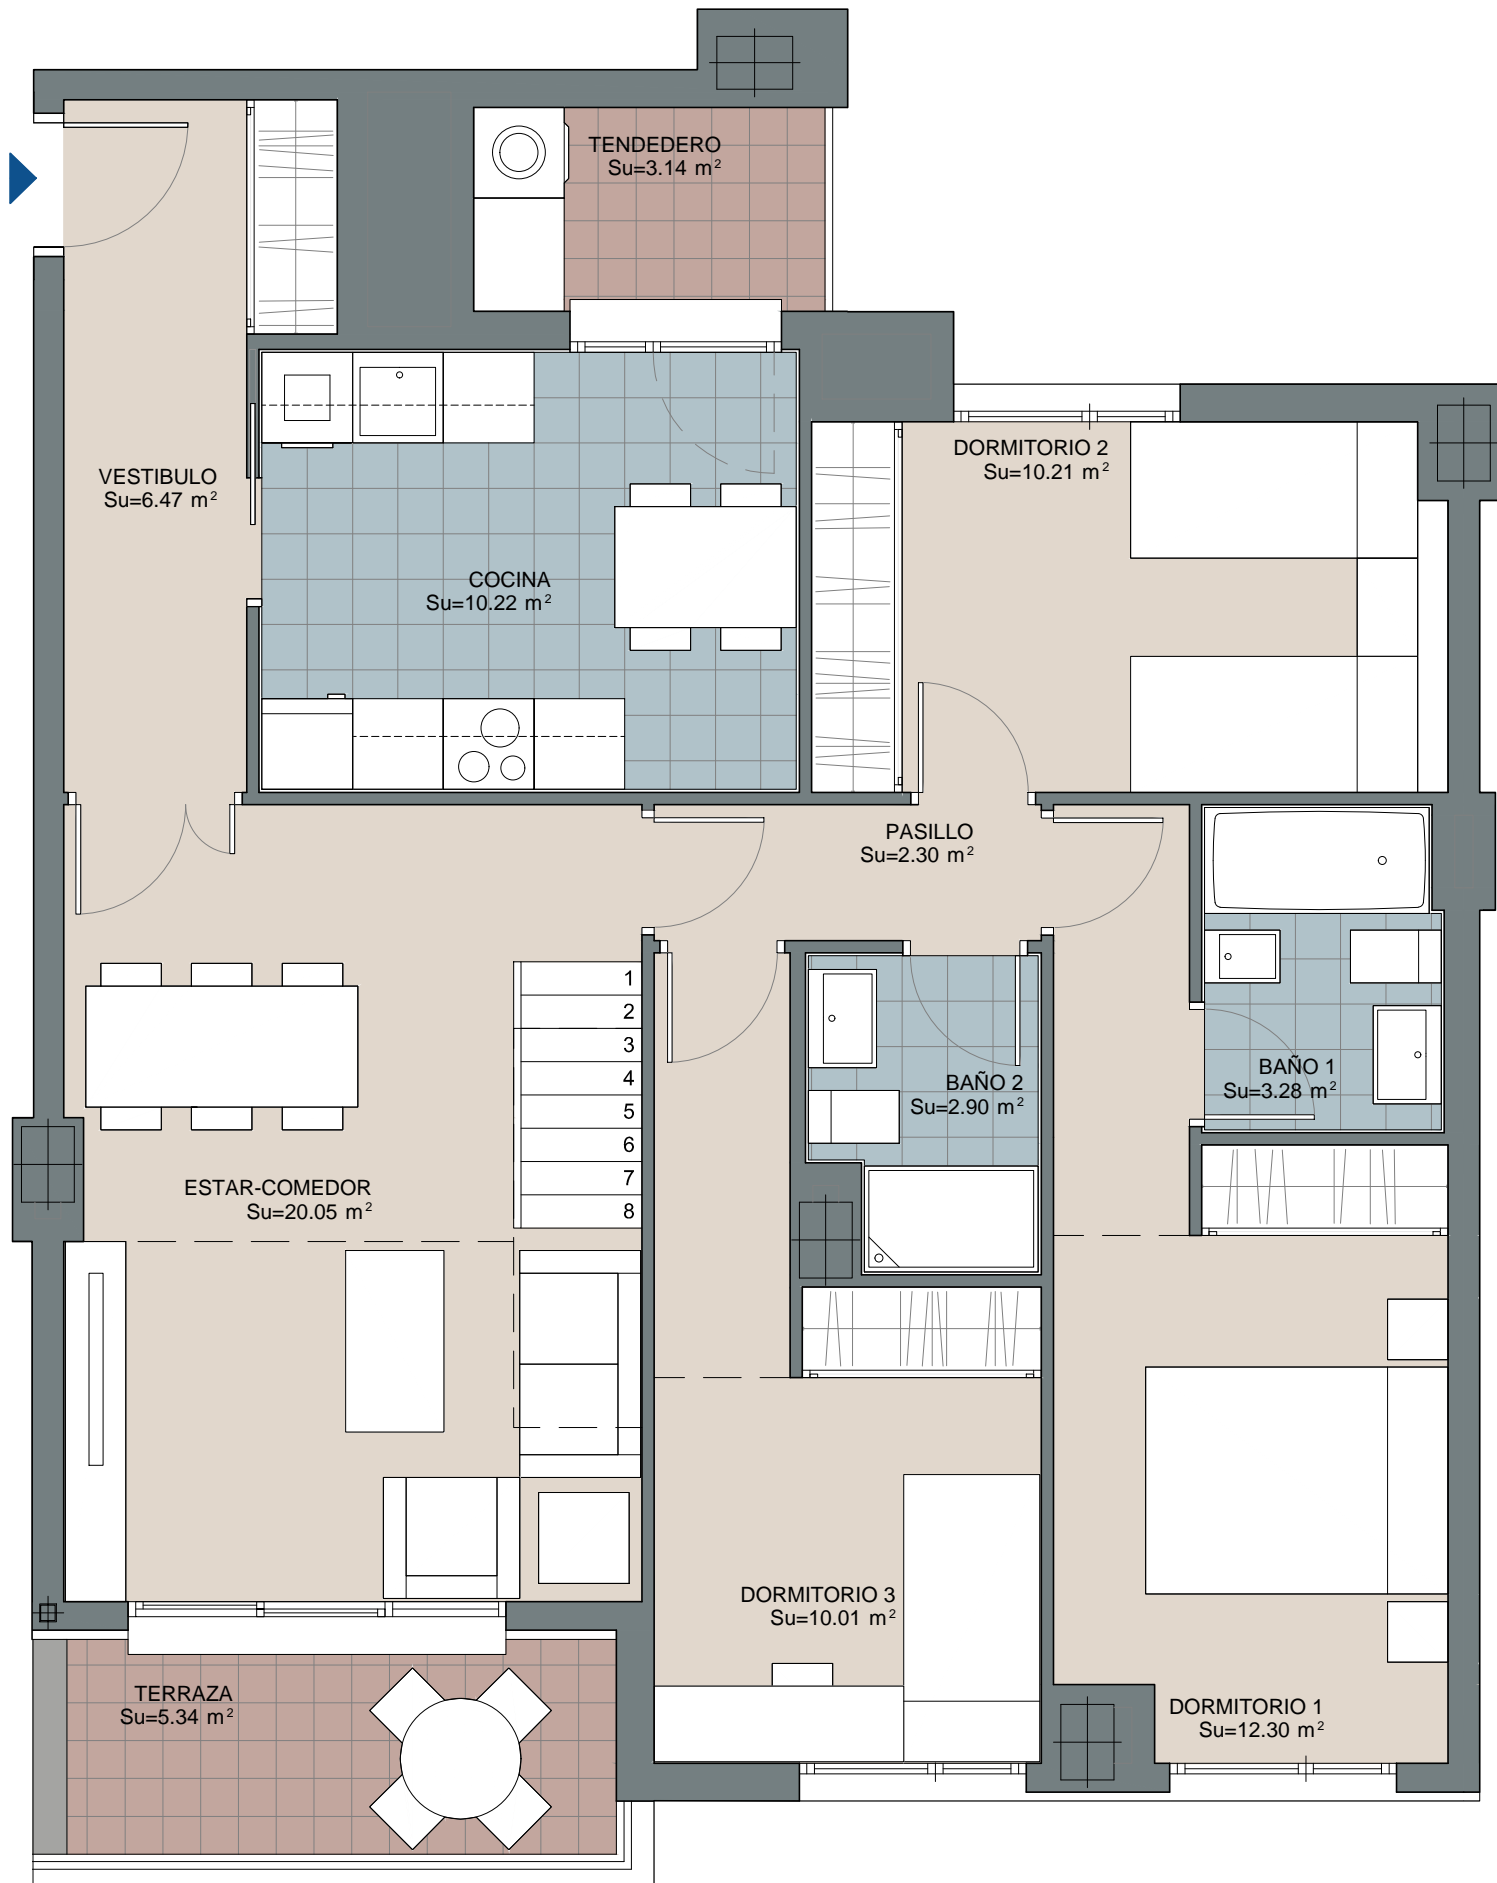 TENDEDERO
Su=3.14 m²
DORMITORIO 2
Su=10.21 m²
VESTIBULO
Su=6.47 m²
COCINA
Su=10.22 m²
PASILLO
Su=2.30 m²
1
2
3
4
5
6
7
8
BAÑO 1
Su=3.28 m²
BAÑO 2
Su=2.90 m²
ESTAR-COMEDOR
Su=20.05 m²
DORMITORIO 3
Su=10.01 m²
TERRAZA
Su=5.34 m²
DORMITORIO 1
Su=12.30 m²